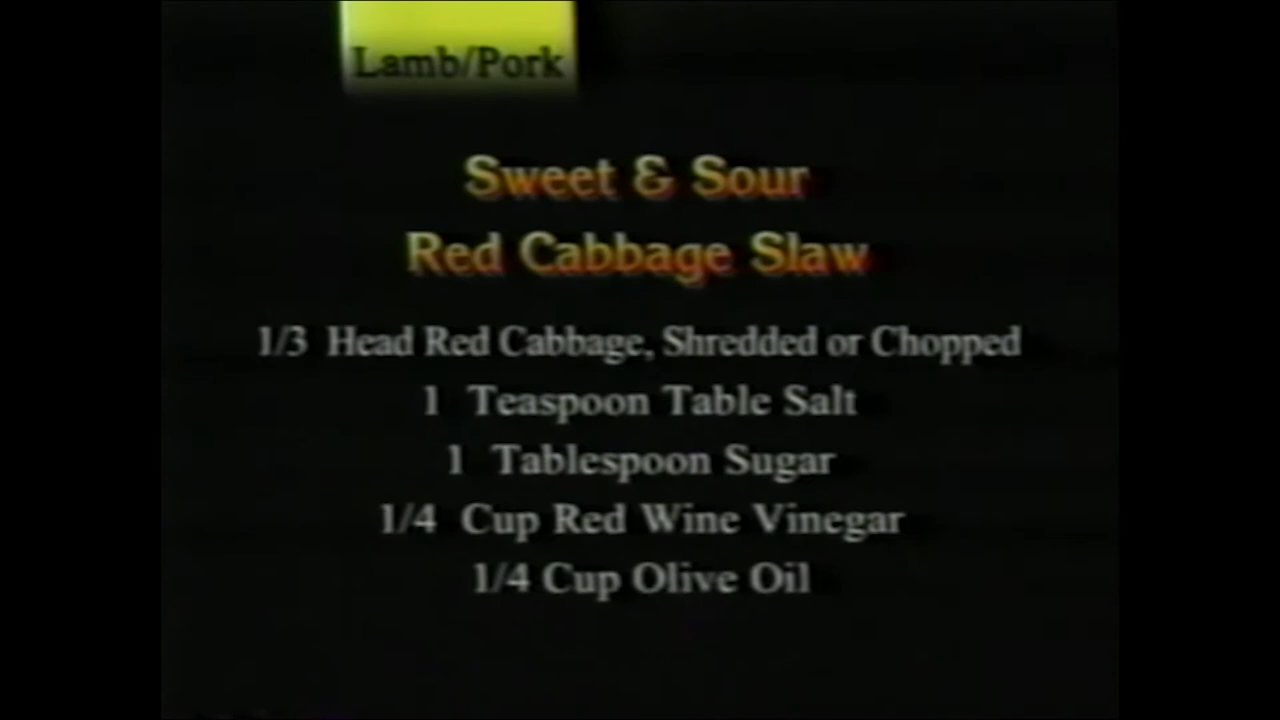 Lamb/Pork
Sweet & Sour
Red Cabbage Slaw
1/3 Head Red Cabbage, Shredded or Chopped
1 Teaspoon Table Salt
1 Tablespoon Sugar
1/4 Cup Red Wine Vinegar
1/4 Cup Olive Oil